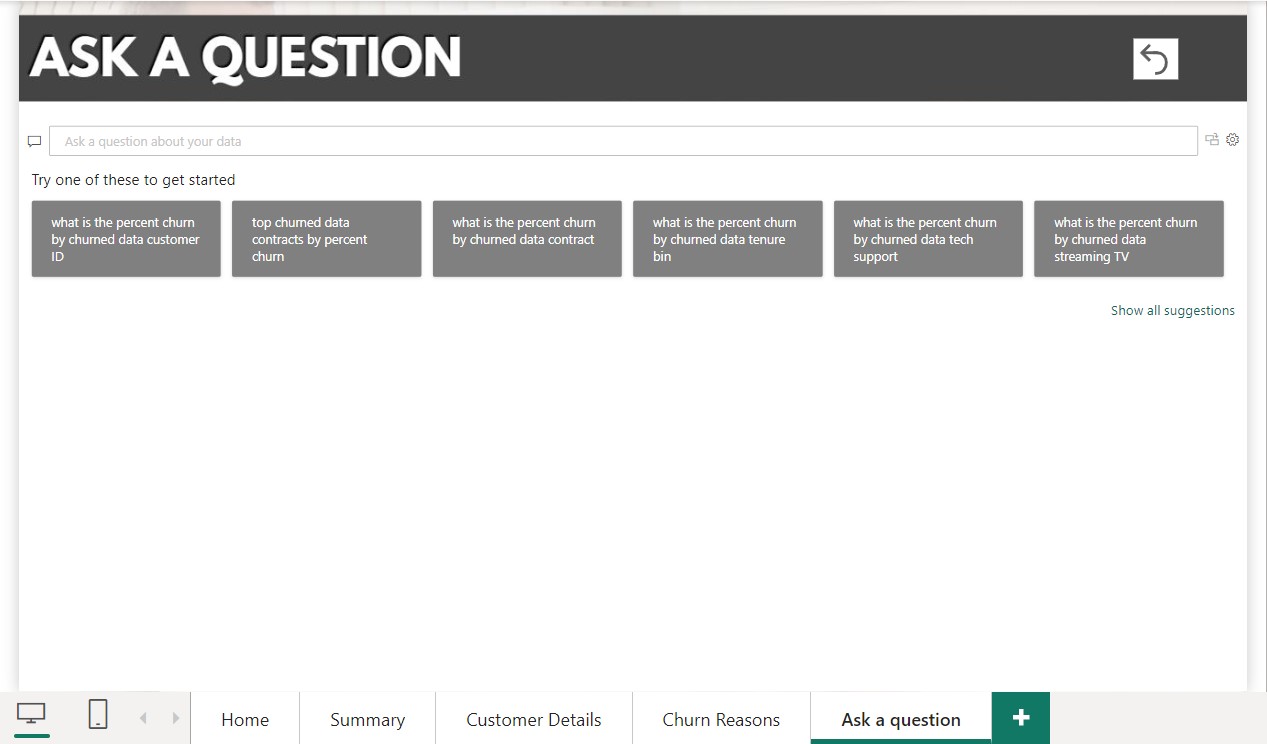 ASK A QUESTION
Ask a question about your data
Try one of these to get started
what is the percent churn
by churned data customer
ID
top churned data
contracts by percent
churn
what is the percent churn
by churned data contract
what is the percent churn
by churned data tenure
bin
what is the percent churn
by churned data tech
support
what is the percent churn
by churned data
streaming TV
Show all suggestions
Home
Summary
Customer Details
Churn Reasons
Ask a question
+